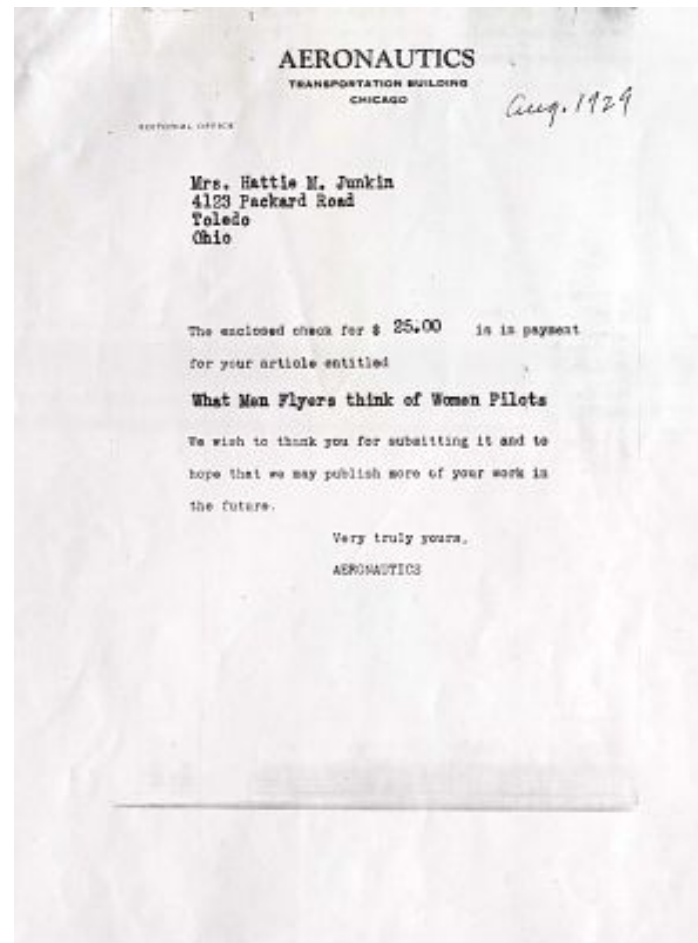 AERONAUTICS
TRANSPORTATION BUILDING
CHICAGO
Aug. 1929
EDITORIAL OFFICE
Mrs. Hattie M. Junkin
4123 Packard Road
Toledo
Ohio
The enclosed check for $ 25.00 is in payment
for your article entitled
What Men Flyers think of Women Pilots
We wish to thank you for submitting it and to
hope that we may publish more of your work in
the future.
Very truly yours,
AERONAUTICS